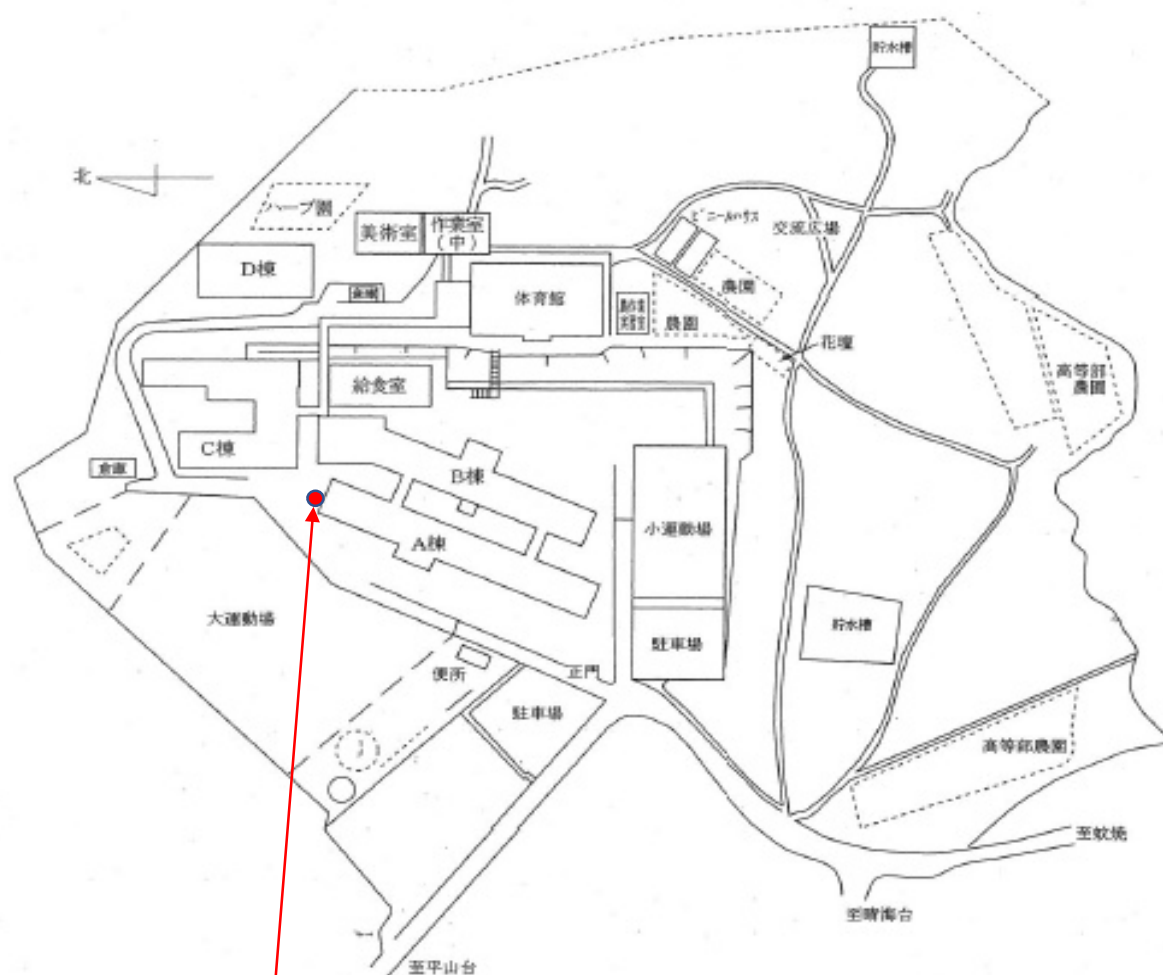 貯水槽
北
ハーブ園
美術室
作業室
(中)
ビニールハウス
交流広場
D棟
倉庫
体育館
農園
農園
花壇
高等部
農園
給食室
C棟
倉庫
B棟
A棟
小運動場
大運動場
貯水槽
便所
正門
駐車場
駐車場
高等部農園
至蚊焼
至晴海台
至平山台